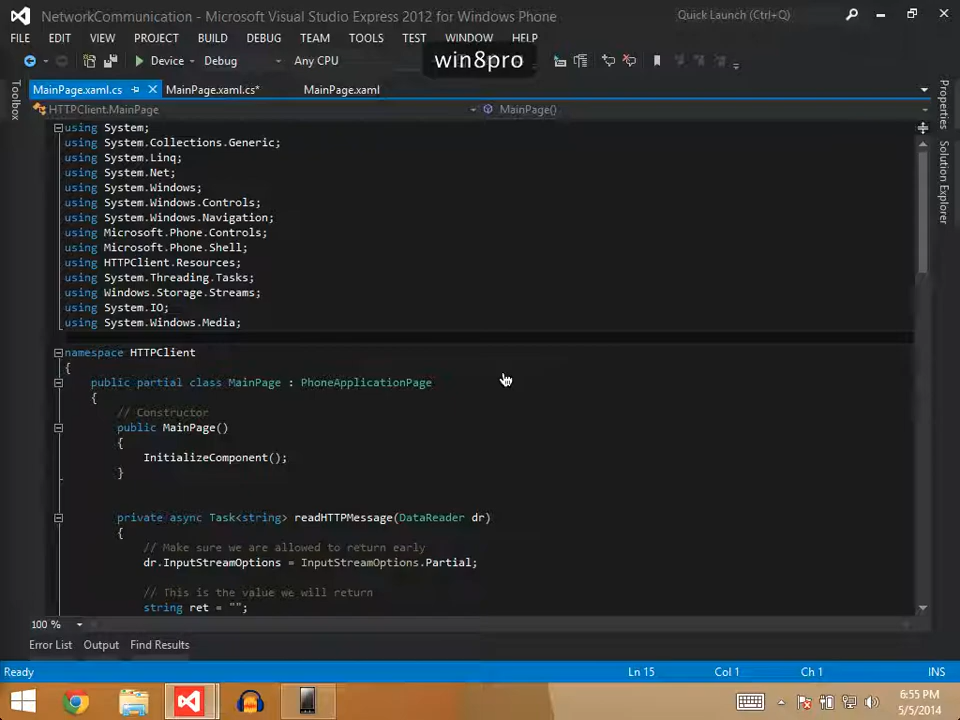 NetworkCommunication - Microsoft Visual Studio Express 2012 for Windows Phone
Quick Launch (Ctrl+Q)
FILE EDIT VIEW PROJECT BUILD DEBUG TEAM TOOLS TEST WINDOW HELP
Device Debug Any CPU
win8pro
MainPage.xaml.cs MainPage.xaml.cs* MainPage.xaml
HTTPClient.MainPage MainPage()
Toolbox
Properties
Solution Explorer
using System;
using System.Collections.Generic;
using System.Linq;
using System.Net;
using System.Windows;
using System.Windows.Controls;
using System.Windows.Navigation;
using Microsoft.Phone.Controls;
using Microsoft.Phone.Shell;
using HTTPClient.Resources;
using System.Threading.Tasks;
using Windows.Storage.Streams;
using System.IO;
using System.Windows.Media;
namespace HTTPClient
{
public partial class MainPage : PhoneApplicationPage
{
// Constructor
public MainPage()
{
InitializeComponent();
}
private async Task<string> readHTTPMessage(DataReader dr)
{
// Make sure we are allowed to return early
dr.InputStreamOptions = InputStreamOptions.Partial;
// This is the value we will return
string ret = "";
100 %
Error List Output Find Results
Ready Ln 15 Col 1 Ch 1 INS
6:55 PM
5/5/2014